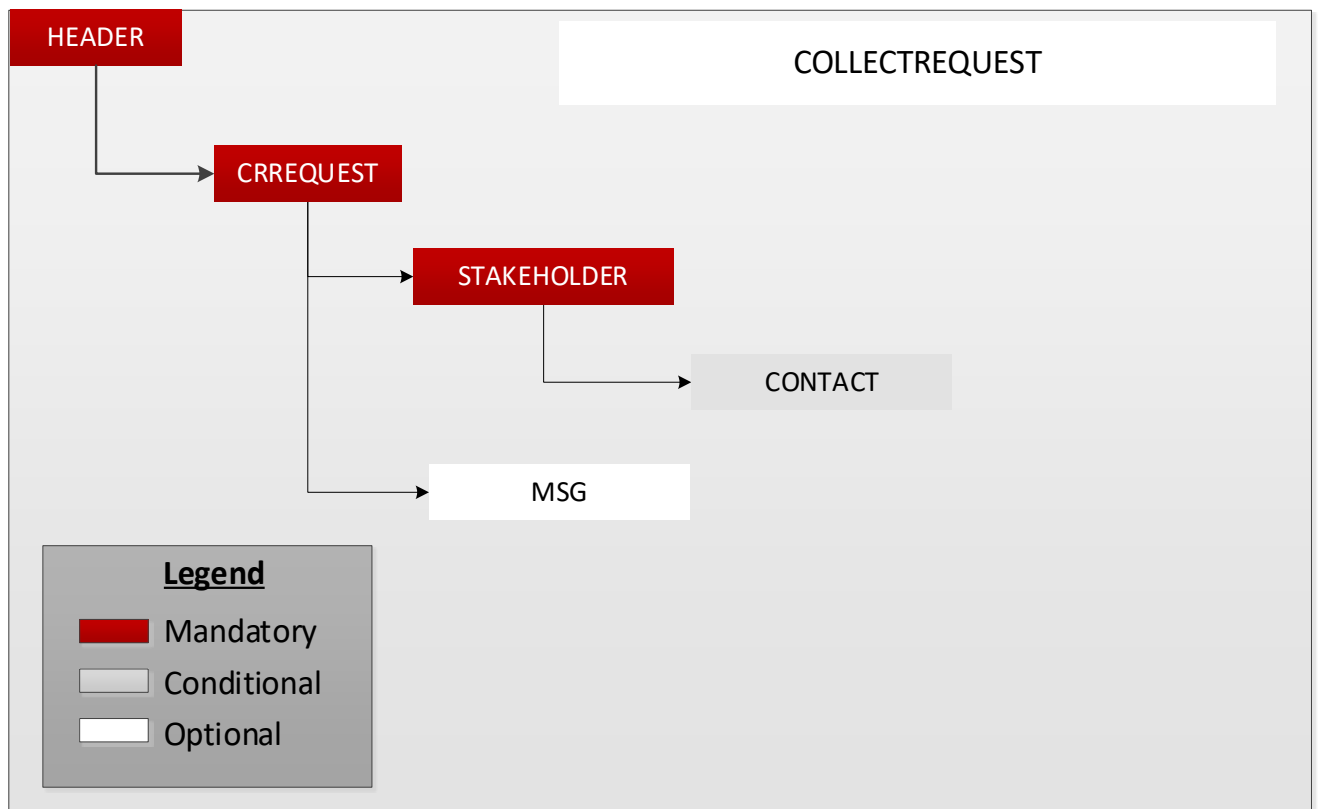 HEADER
COLLECTREQUEST
CRREQUEST
STAKEHOLDER
CONTACT
MSG
Legend
Mandatory
Conditional
Optional